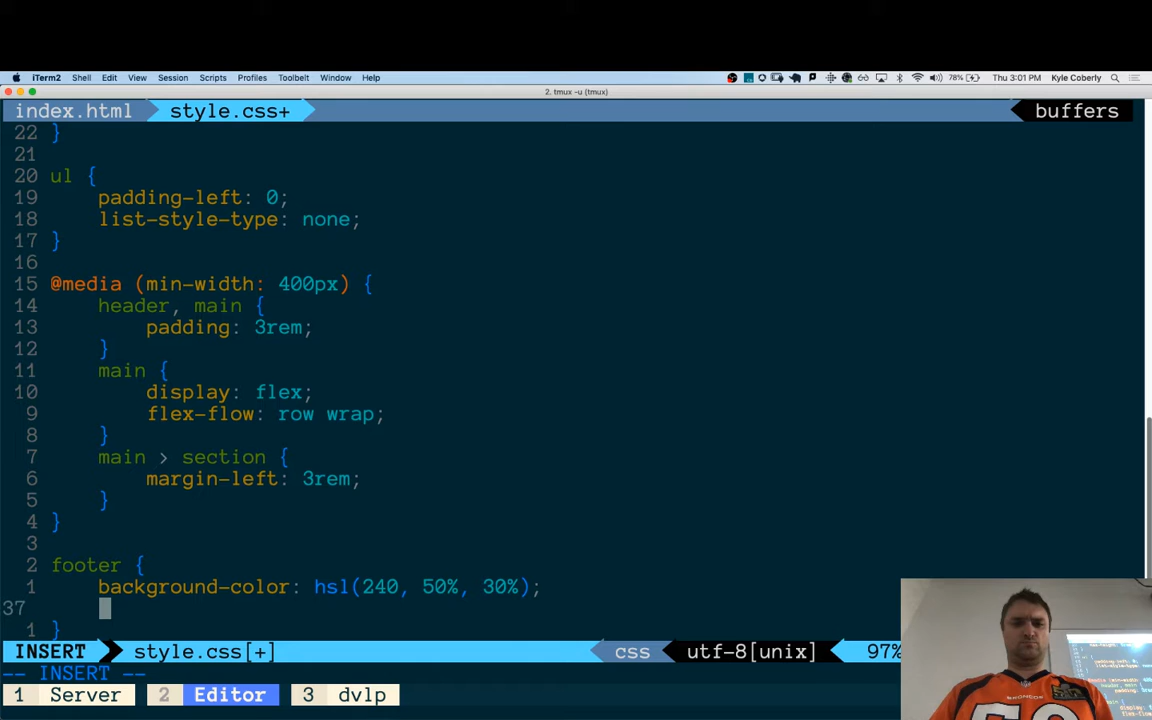 iTerm2 Shell Edit View Session Scripts Profiles Toolbelt Window Help 78% Thu 3:01 PM Kyle Coberly
2. tmux -u (tmux)
index.html style.css+ buffers
22 }
21
20 ul {
19 padding-left: 0;
18 list-style-type: none;
17 }
16
15 @media (min-width: 400px) {
14 header, main {
13 padding: 3rem;
12 }
11 main {
10 display: flex;
9 flex-flow: row wrap;
8 }
7 main > section {
6 margin-left: 3rem;
5 }
4 }
3
2 footer {
1 background-color: hsl(240, 50%, 30%);
37
1 }
INSERT style.css[+] css utf-8[unix] 97%
-- INSERT --
1 Server 2 Editor 3 dvlp
BRONCOS